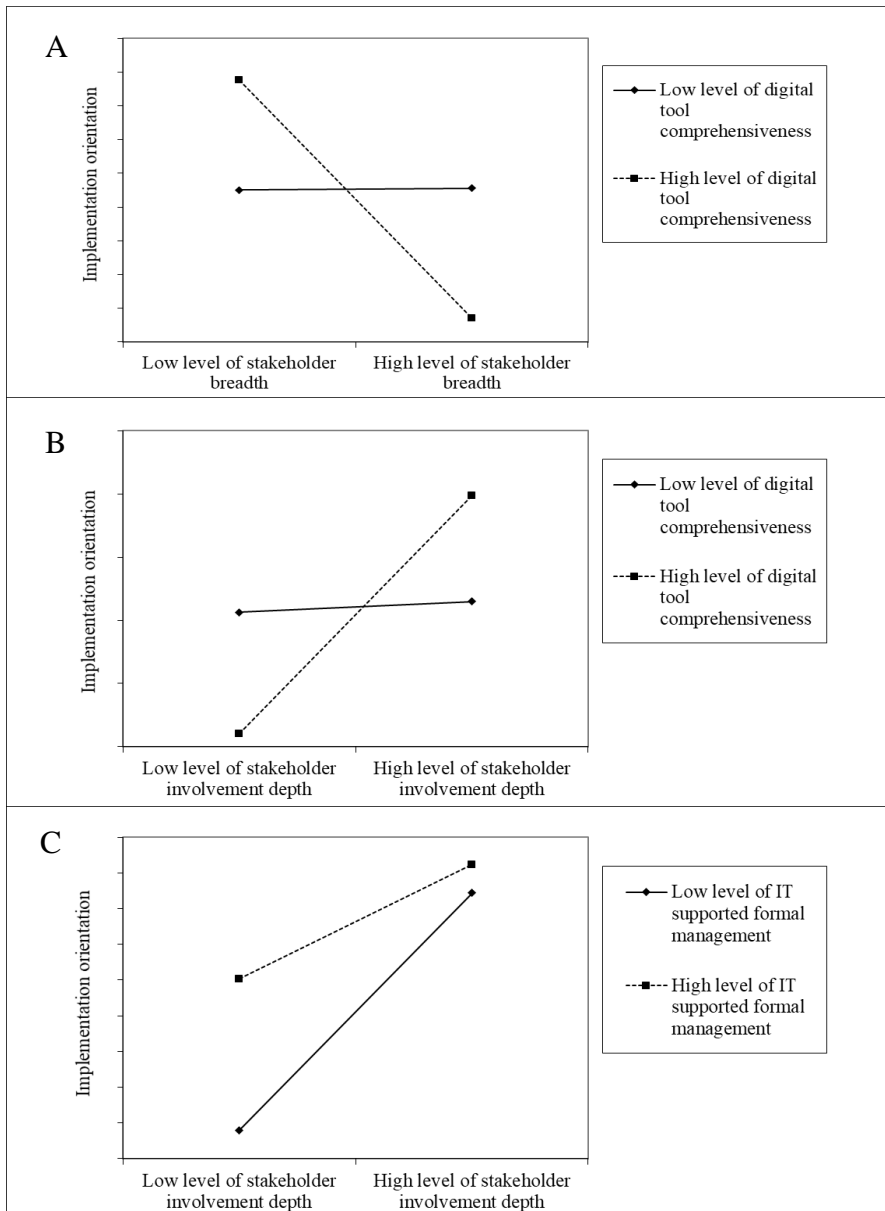 A
Implementation orientation
Low level of stakeholder
breadth
High level of stakeholder
breadth
Low level of digital
tool
comprehensiveness
High level of digital
tool
comprehensiveness
B
Implementation orientation
Low level of stakeholder
involvement depth
High level of stakeholder
involvement depth
Low level of digital
tool
comprehensiveness
High level of digital
tool
comprehensiveness
C
Implementation orientation
Low level of stakeholder
involvement depth
High level of stakeholder
involvement depth
Low level of IT
supported formal
management
High level of IT
supported formal
management